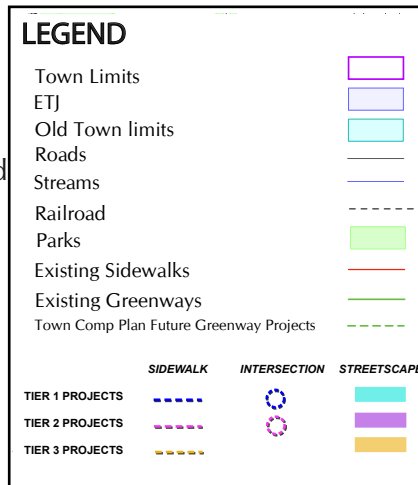 LEGEND
Town Limits
ETJ
Old Town limits
Roads
Streams
Railroad
Parks
Existing Sidewalks
Existing Greenways
Town Comp Plan Future Greenway Projects
SIDEWALK INTERSECTION STREETSCAPE
TIER 1 PROJECTS
TIER 2 PROJECTS
TIER 3 PROJECTS